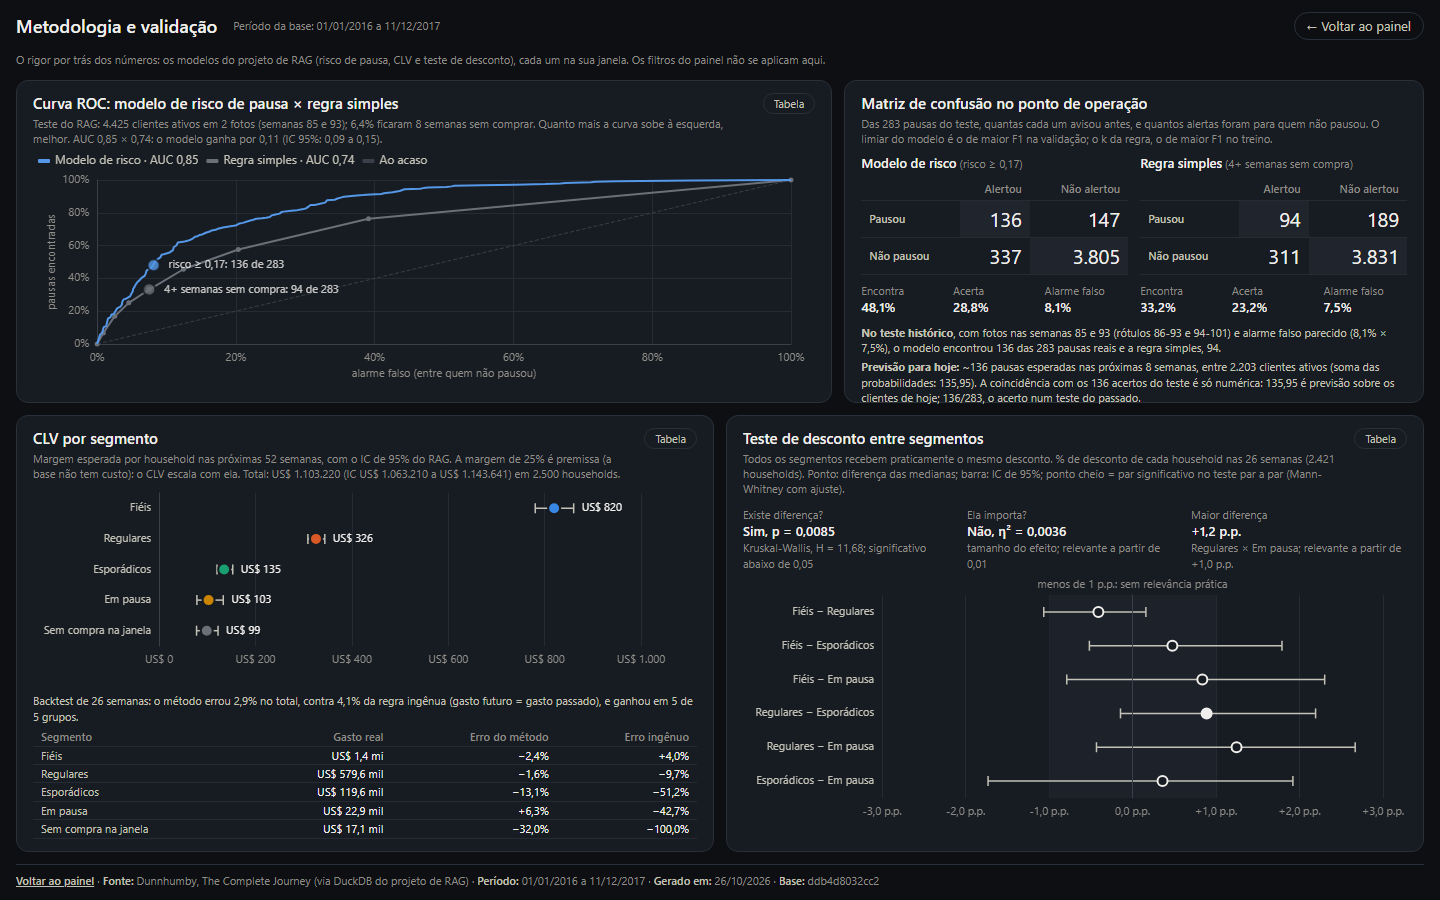 Metodologia e validação
Período da base: 01/01/2016 a 11/12/2017
← Voltar ao painel
O rigor por trás dos números: os modelos do projeto de RAG (risco de pausa, CLV e teste de desconto), cada um na sua janela. Os filtros do painel não se aplicam aqui.
Curva ROC: modelo de risco de pausa × regra simples
Tabela
Teste do RAG: 4.425 clientes ativos em 2 fotos (semanas 85 e 93); 6,4% ficaram 8 semanas sem comprar. Quanto mais a curva sobe à esquerda,
melhor. AUC 0,85 × 0,74: o modelo ganha por 0,11 (IC 95%: 0,09 a 0,15).
Modelo de risco · AUC 0,85
Regra simples · AUC 0,74
Ao acaso
100%
80%
60%
40%
20%
0%
pausas encontradas
risco ≥ 0,17: 136 de 283
4+ semanas sem compra: 94 de 283
0%
20%
40%
60%
80%
100%
alarme falso (entre quem não pausou)
Matriz de confusão no ponto de operação
Das 283 pausas do teste, quantas cada um avisou antes, e quantos alertas foram para quem não pausou. O
limiar do modelo é o de maior F1 na validação; o k da regra, o de maior F1 no treino.
Modelo de risco (risco ≥ 0,17)
Alertou
Não alertou
Pausou
136
147
Não pausou
337
3.805
Encontra
Acerta
Alarme falso
48,1%
28,8%
8,1%
Regra simples (4+ semanas sem compra)
Alertou
Não alertou
Pausou
94
189
Não pausou
311
3.831
Encontra
Acerta
Alarme falso
33,2%
23,2%
7,5%
No teste histórico, com fotos nas semanas 85 e 93 (rótulos 86-93 e 94-101) e alarme falso parecido (8,1% ×
7,5%), o modelo encontrou 136 das 283 pausas reais e a regra simples, 94.
Previsão para hoje: ~136 pausas esperadas nas próximas 8 semanas, entre 2.203 clientes ativos (soma das
probabilidades: 135,95). A coincidência com os 136 acertos do teste é só numérica: 135,95 é previsão sobre os
clientes de hoje; 136/283, o acerto num teste do passado.
CLV por segmento
Tabela
Margem esperada por household nas próximas 52 semanas, com o IC de 95% do RAG. A margem de 25% é premissa (a
base não tem custo): o CLV escala com ela. Total: US$ 1.103.220 (IC US$ 1.063.210 a US$ 1.143.641) em 2.500 households.
Fiéis
US$ 820
Regulares
US$ 326
Esporádicos
US$ 135
Em pausa
US$ 103
Sem compra na janela
US$ 99
US$ 0
US$ 200
US$ 400
US$ 600
US$ 800
US$ 1.000
Backtest de 26 semanas: o método errou 2,9% no total, contra 4,1% da regra ingênua (gasto futuro = gasto passado), e ganhou em 5 de
5 grupos.
Segmento
Gasto real
Erro do método
Erro ingênuo
Fiéis
US$ 1,4 mi
−2,4%
+4,0%
Regulares
US$ 579,6 mil
−1,6%
−9,7%
Esporádicos
US$ 119,6 mil
−13,1%
−51,2%
Em pausa
US$ 22,9 mil
+6,3%
−42,7%
Sem compra na janela
US$ 17,1 mil
−32,0%
−100,0%
Teste de desconto entre segmentos
Tabela
Todos os segmentos recebem praticamente o mesmo desconto. % de desconto de cada household nas 26 semanas (2.421
households). Ponto: diferença das medianas; barra: IC de 95%; ponto cheio = par significativo no teste par a par (Mann-
Whitney com ajuste).
Existe diferença?
Sim, p = 0,0085
Kruskal-Wallis, H = 11,68; significativo
abaixo de 0,05
Ela importa?
Não, η² = 0,0036
tamanho do efeito; relevante a partir de
0,01
Maior diferença
+1,2 p.p.
Regulares × Em pausa; relevante a partir de
+1,0 p.p.
menos de 1 p.p.: sem relevância prática
Fiéis − Regulares
Fiéis − Esporádicos
Fiéis − Em pausa
Regulares − Esporádicos
Regulares − Em pausa
Esporádicos − Em pausa
-3,0 p.p.
-2,0 p.p.
-1,0 p.p.
0,0 p.p.
+1,0 p.p.
+2,0 p.p.
+3,0 p.p.
Voltar ao painel · Fonte: Dunnhumby, The Complete Journey (via DuckDB do projeto de RAG) · Período: 01/01/2016 a 11/12/2017 · Gerado em: 26/10/2026 · Base: ddb4d8032cc2